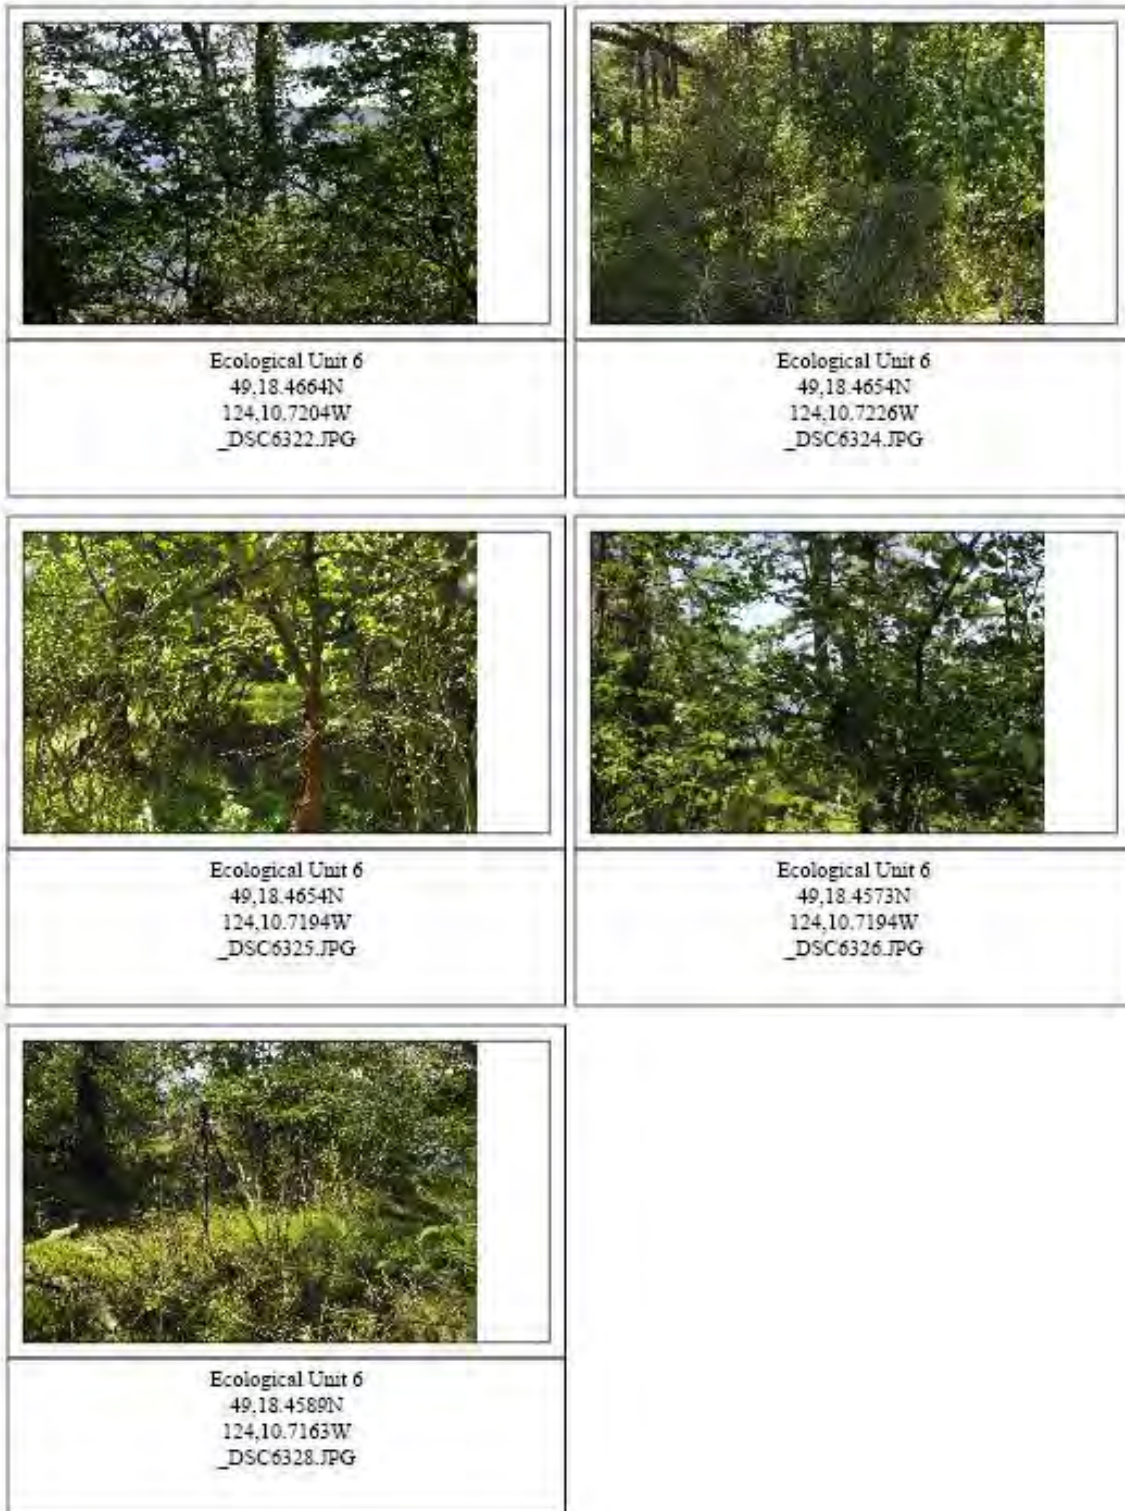 Ecological Unit 6
49,18.4664N
124,10.7204W
_DSC6322.JPG
Ecological Unit 6
49,18.4654N
124,10.7226W
_DSC6324.JPG
Ecological Unit 6
49,18.4654N
124,10.7194W
_DSC6325.JPG
Ecological Unit 6
49,18.4573N
124,10.7194W
_DSC6326.JPG
Ecological Unit 6
49,18.4589N
124,10.7163W
_DSC6328.JPG